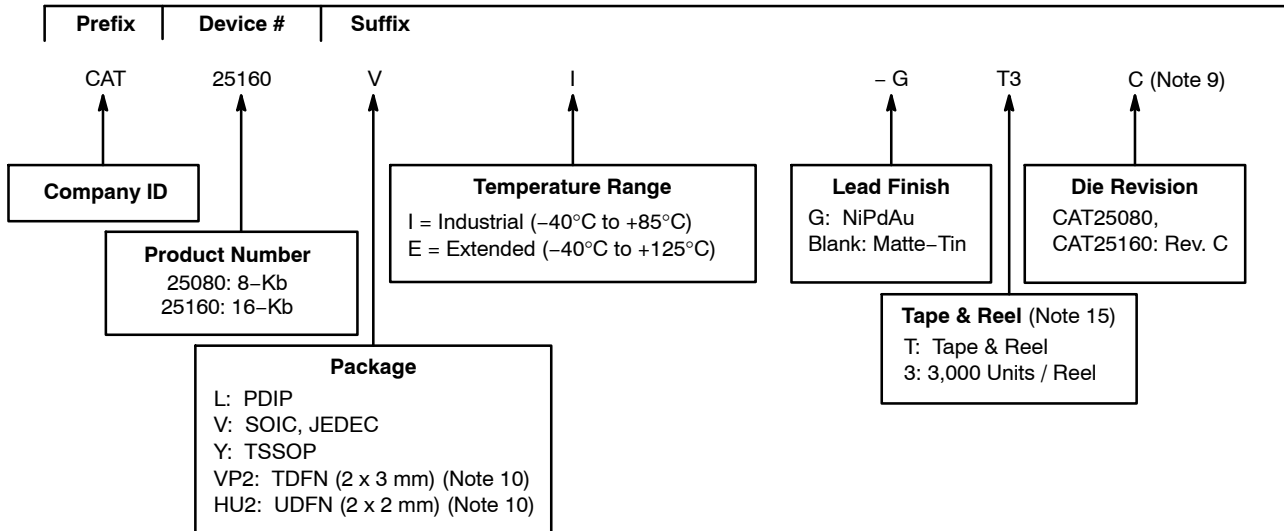 Prefix Device # Suffix
CAT 25160 V I – G T3 C (Note 9)
Company ID
Product Number
25080: 8–Kb
25160: 16–Kb
Package
L: PDIP
V: SOIC, JEDEC
Y: TSSOP
VP2: TDFN (2 x 3 mm) (Note 10)
HU2: UDFN (2 x 2 mm) (Note 10)
Temperature Range
I = Industrial (–40°C to +85°C)
E = Extended (–40°C to +125°C)
Lead Finish
G: NiPdAu
Blank: Matte–Tin
Tape & Reel (Note 15)
T: Tape & Reel
3: 3,000 Units / Reel
Die Revision
CAT25080,
CAT25160: Rev. C